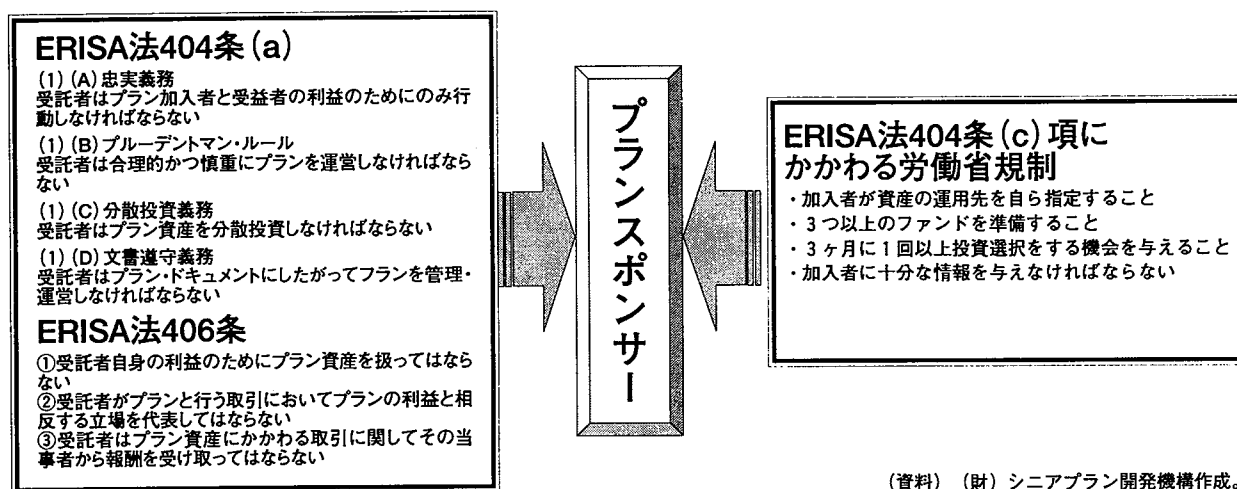 ERISA法404条(a)
(1) (A) 忠実義務
受託者はプラン加入者と受益者の利益のためにのみ行
動しなければならない
(1) (B) プルーデントマン・ルール
受託者は合理的かつ慎重にプランを運営しなければなら
ない
(1) (C) 分散投資義務
受託者はプラン資産を分散投資しなければならない
(1) (D) 文書遵守義務
受託者はプラン・ドキュメントにしたがってフランを管理・
運営しなければならない
ERISA法406条
①受託者自身の利益のためにプラン資産を扱ってはなら
ない
②受託者がプランと行う取引においてプランの利益と相
反する立場を代表してはならない
③受託者はプラン資産にかかわる取引に関してその当
事者から報酬を受け取ってはならない
プランスポンサー
ERISA法404条(c)項に
かかわる労働省規制
・加入者が資産の運用先を自ら指定すること
・3つ以上のファンドを準備すること
・3ヶ月に1回以上投資選択をする機会を与えること
・加入者に十分な情報を与えなければならない
(資料) (財) シニアプラン開発機構作成。